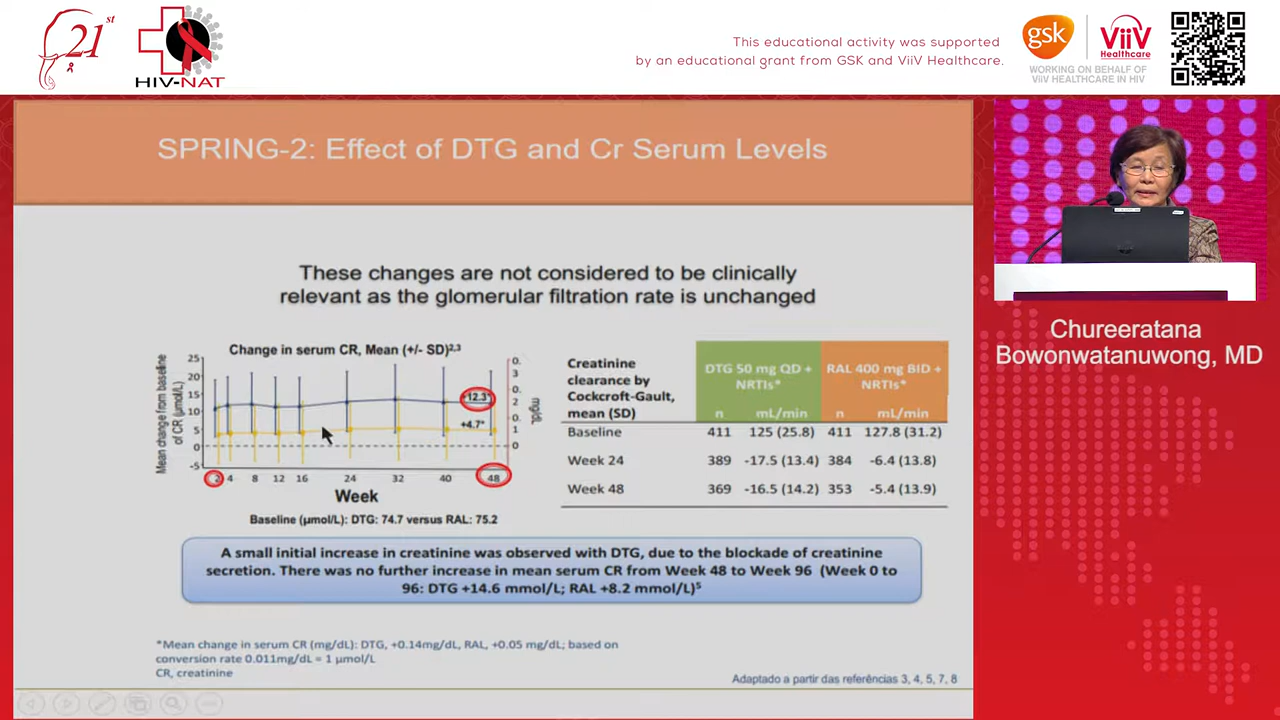 21st
HIV-NAT
This educational activity was supported
by an educational grant from GSK and ViiV Healthcare.
gsk
ViiV
Healthcare
WORKING ON BEHALF OF
ViiV HEALTHCARE IN HIV
SPRING-2: Effect of DTG and Cr Serum Levels
These changes are not considered to be clinically
relevant as the glomerular filtration rate is unchanged
Change in serum CR, Mean (+/- SD)2,3
Mean change from baseline
of CR (µmol/L)
25
20
15
10
5
0
-5
+12.3*
+4.7*
0.
3
0.
2
0.
1
0
mg/dL
2 4 8 12 16 24 32 40 48
Week
Baseline (µmol/L): DTG: 74.7 versus RAL: 75.2
Creatinine
clearance by
Cockcroft-Gault,
mean (SD)
DTG 50 mg QD +
NRTIs*
RAL 400 mg BID +
NRTIs*
n mL/min n mL/min
Baseline 411 125 (25.8) 411 127.8 (31.2)
Week 24 389 -17.5 (13.4) 384 -6.4 (13.8)
Week 48 369 -16.5 (14.2) 353 -5.4 (13.9)
A small initial increase in creatinine was observed with DTG, due to the blockade of creatinine
secretion. There was no further increase in mean serum CR from Week 48 to Week 96 (Week 0 to
96: DTG +14.6 mmol/L; RAL +8.2 mmol/L)5
*Mean change in serum CR (mg/dL): DTG, +0.14mg/dL, RAL, +0.05 mg/dL; based on
conversion rate 0.011mg/dL = 1 µmol/L
CR, creatinine
Adaptado a partir das referências 3, 4, 5, 7, 8
Chureeratana
Bowonwatanuwong, MD